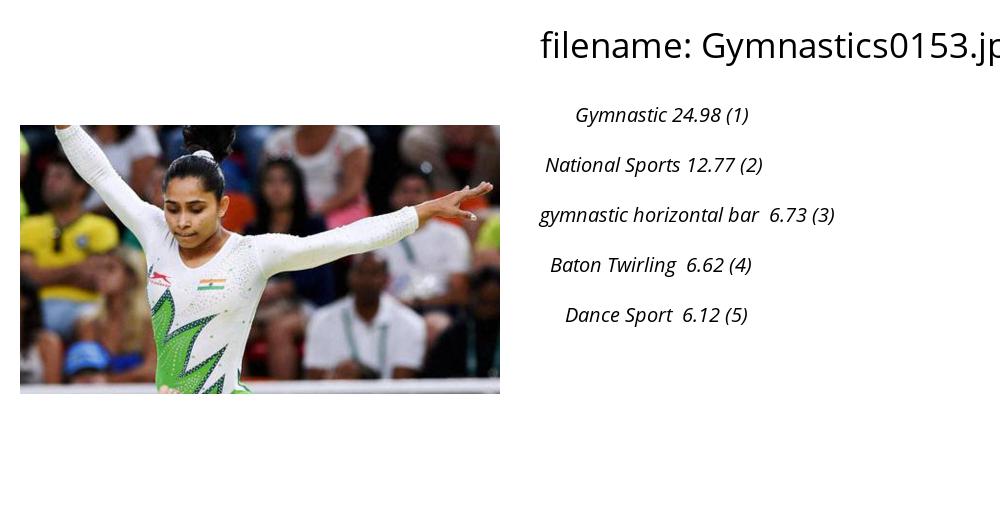 filename: Gymnastics0153.jp
Gymnastic 24.98 (1)
National Sports 12.77 (2)
gymnastic horizontal bar 6.73 (3)
Baton Twirling 6.62 (4)
Dance Sport 6.12 (5)